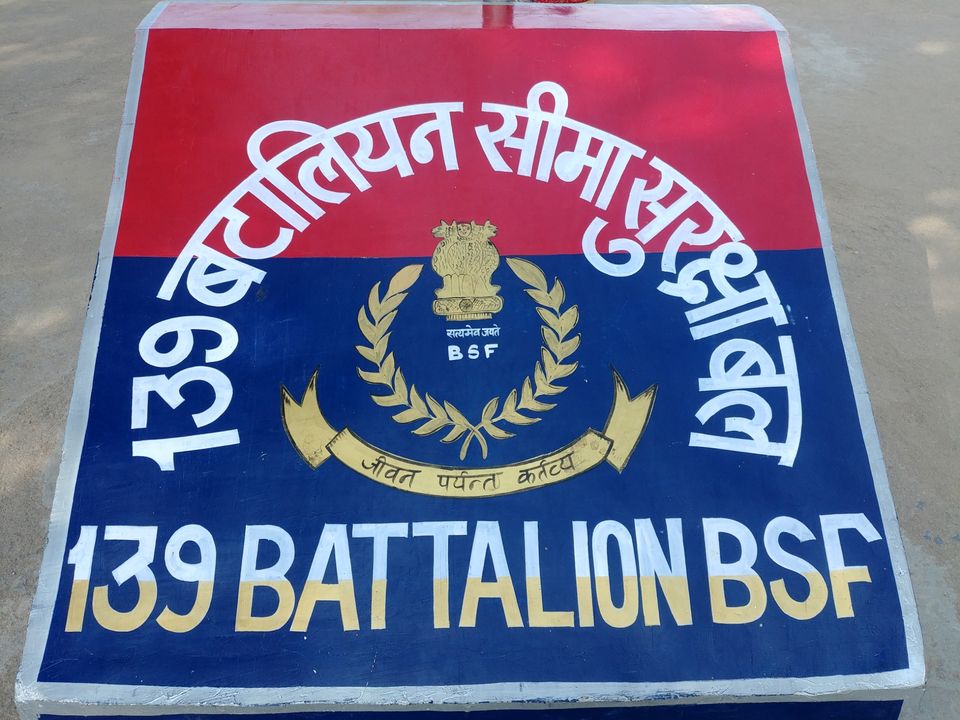 139 बटालियन सीमा सुरक्षा बल
सत्यमेव जयते
BSF
जीवन पर्यन्त कर्तव्य
139 BATTALION BSF